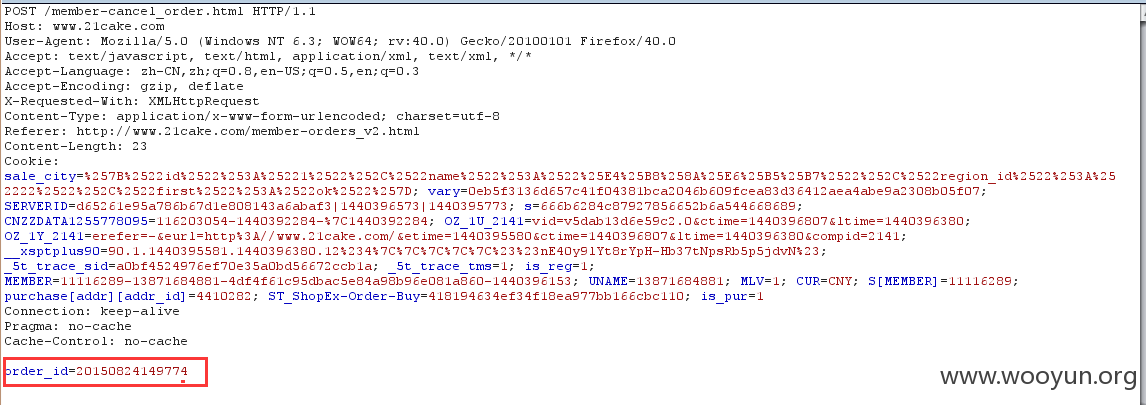 POST /member-cancel_order.html HTTP/1.1
Host: www.21cake.com
User-Agent: Mozilla/5.0 (Windows NT 6.3; WOW64; rv:40.0) Gecko/20100101 Firefox/40.0
Accept: text/javascript, text/html, application/xml, text/xml, */*
Accept-Language: zh-CN,zh;q=0.8,en-US;q=0.5,en;q=0.3
Accept-Encoding: gzip, deflate
X-Requested-With: XMLHttpRequest
Content-Type: application/x-www-form-urlencoded; charset=utf-8
Referer: http://www.21cake.com/member-orders_v2.html
Content-Length: 23
Cookie:
sale_city=%257B%2522id%2522%253A%25221%2522%252C%2522name%2522%253A%2522%25E4%25B8%258A%25E6%25B5%25B7%2522%252C%2522region_id%2522%253A%25
2222%2522%252C%2522first%2522%253A%2522ok%2522%257D; vary=0eb5f3136d657c41f04381bca2046b609fcea83d36412aea4abe9a2308b05f07;
SERVERID=d65261e95a786b67d1e808143a6abaf3|1440396573|1440395773; s=666b6284c87927856652b6a544668689;
CNZZDATA1255778095=116203054-1440392284-%7C1440392284; OZ_1U_2141=vid=v5dab13d6e59c2.0&ctime=1440396807&ltime=1440396380;
OZ_1Y_2141=erefer=-&eurl=http%3A//www.21cake.com/&etime=1440395580&ctime=1440396807&ltime=1440396380&compid=2141;
__xsptplus90=90.1.1440395581.1440396380.12%234%7C%7C%7C%7C%7C%23%23nE40y91Yt8rYpH-Hb37tNpsRb5p5jdvN%23;
_5t_trace_sid=a0bf4524976ef70e35a0bd56672ccb1a; _5t_trace_tms=1; is_reg=1;
MEMBER=11116289-13871684881-4df4f61c95dbac5e84a98b96e081a860-1440396153; UNAME=13871684881; MLV=1; CUR=CNY; S[MEMBER]=11116289;
purchase[addr][addr_id]=4410282; ST_ShopEx-Order-Buy=418194634ef34f18ea977bb166cbc110; is_pur=1
Connection: keep-alive
Pragma: no-cache
Cache-Control: no-cache
order_id=20150824149774
www.wooyun.org